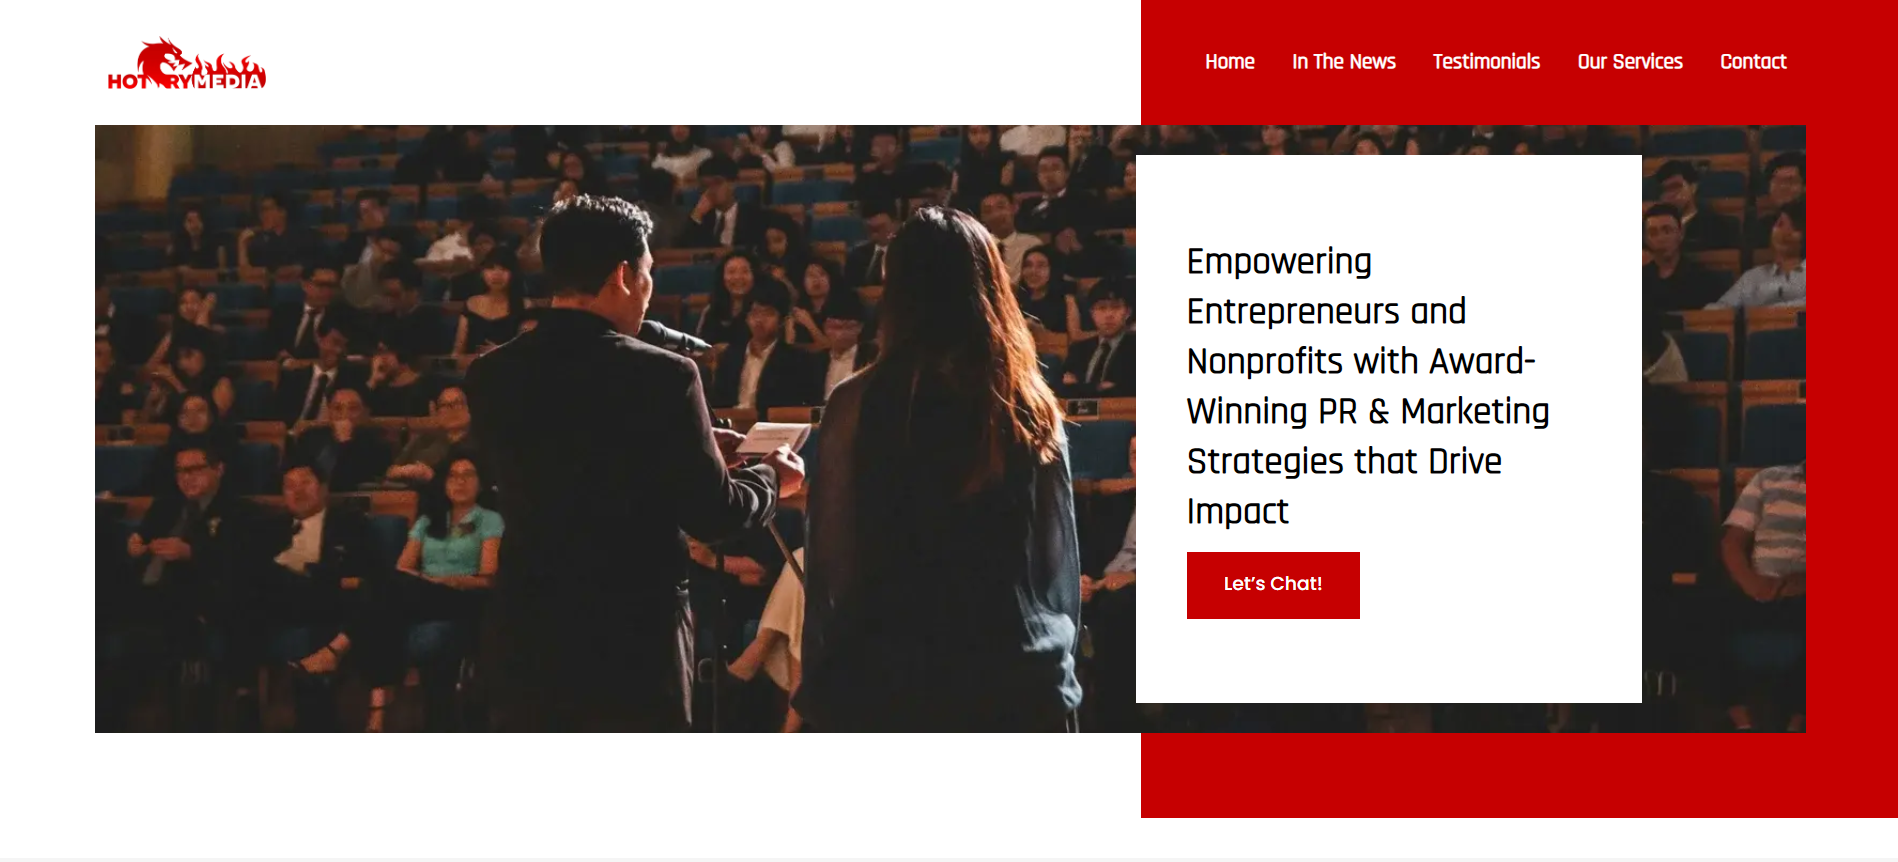 HOT RY MEDIA
Home In The News Testimonials Our Services Contact
Empowering
Entrepreneurs and
Nonprofits with Award-
Winning PR & Marketing
Strategies that Drive
Impact
Let’s Chat!